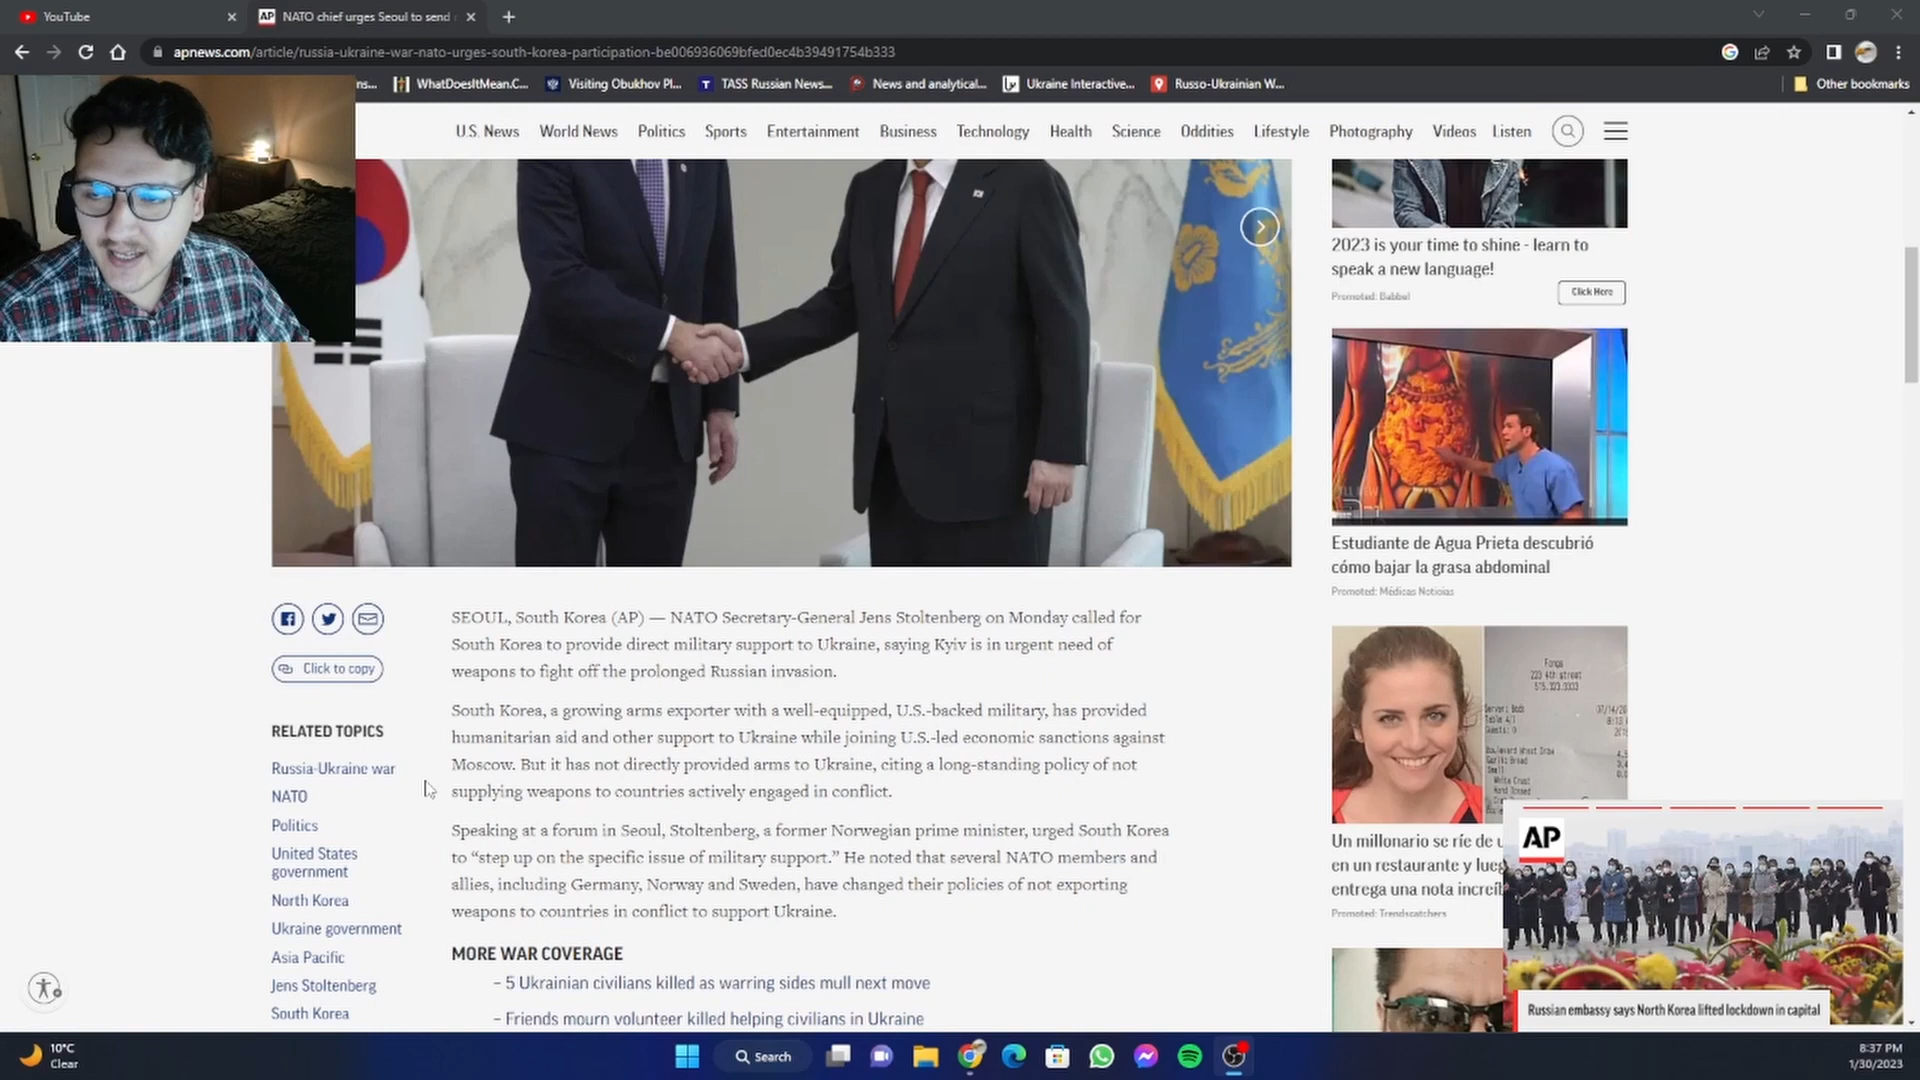 YouTube
AP NATO chief urges Seoul to send
apnews.com/article/russia-ukraine-war-nato-urges-south-korea-participation-be006936069bfed0ec4b39491754b333
ns... WhatDoesItMean.C... Visiting Obukhov Pl... T TASS Russian News... News and analytical... Ukraine Interactive... Russo-Ukrainian W... Other bookmarks
U.S. News World News Politics Sports Entertainment Business Technology Health Science Oddities Lifestyle Photography Videos Listen
2023 is your time to shine - learn to
speak a new language!
Promoted: Babbel
Click Here
Estudiante de Agua Prieta descubrió
cómo bajar la grasa abdominal
Promoted: Médicas Noticias
Click to copy
SEOUL, South Korea (AP) — NATO Secretary-General Jens Stoltenberg on Monday called for
South Korea to provide direct military support to Ukraine, saying Kyiv is in urgent need of
weapons to fight off the prolonged Russian invasion.
South Korea, a growing arms exporter with a well-equipped, U.S.-backed military, has provided
humanitarian aid and other support to Ukraine while joining U.S.-led economic sanctions against
Moscow. But it has not directly provided arms to Ukraine, citing a long-standing policy of not
supplying weapons to countries actively engaged in conflict.
Speaking at a forum in Seoul, Stoltenberg, a former Norwegian prime minister, urged South Korea
to “step up on the specific issue of military support.” He noted that several NATO members and
allies, including Germany, Norway and Sweden, have changed their policies of not exporting
weapons to countries in conflict to support Ukraine.
MORE WAR COVERAGE
– 5 Ukrainian civilians killed as warring sides mull next move
– Friends mourn volunteer killed helping civilians in Ukraine
RELATED TOPICS
Russia-Ukraine war
NATO
Politics
United States
government
North Korea
Ukraine government
Asia Pacific
Jens Stoltenberg
South Korea
Fongs
223 4th street
515.323.3333
Un millonario se ríe de u
en un restaurante y lueg
entrega una nota increíb
Promoted: Trendscatchers
AP
Russian embassy says North Korea lifted lockdown in capital
10°C
Clear
Search
8:37 PM
1/30/2023